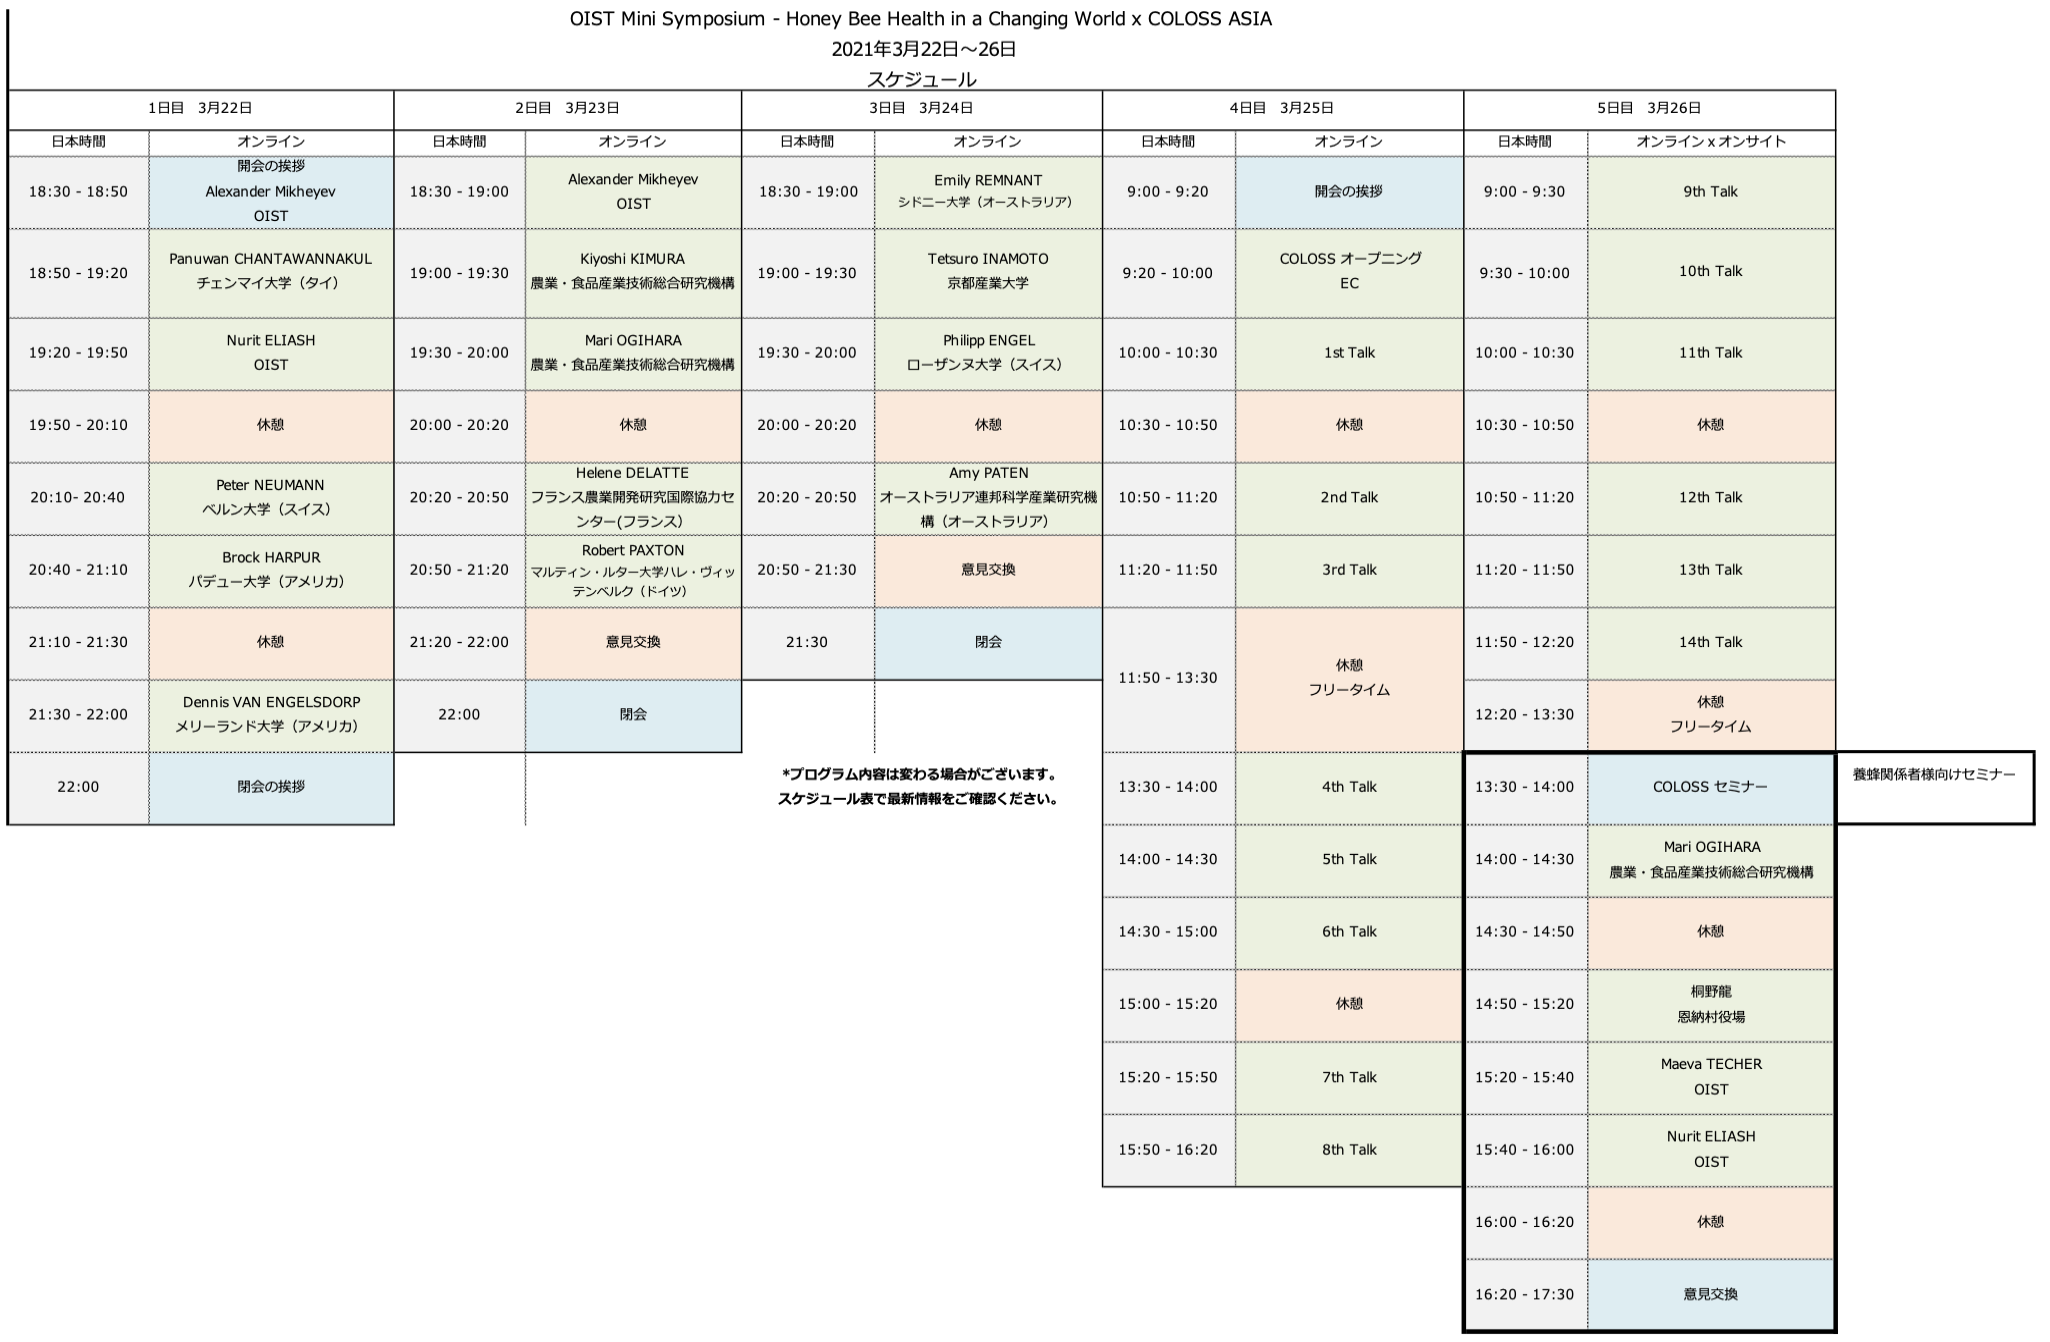 OIST Mini Symposium - Honey Bee Health in a Changing World x COLOSS ASIA
2021年3月22日～26日
スケジュール
1日目 3月22日
日本時間 オンライン
18:30 - 18:50
開会の挨拶
Alexander Mikheyev
OIST
18:50 - 19:20
Panuwan CHANTAWANNAKUL
チェンマイ大学（タイ）
19:20 - 19:50
Nurit ELIASH
OIST
19:50 - 20:10
休憩
20:10- 20:40
Peter NEUMANN
ベルン大学（スイス）
20:40 - 21:10
Brock HARPUR
パデュー大学（アメリカ）
21:10 - 21:30
休憩
21:30 - 22:00
Dennis VAN ENGELSDORP
メリーランド大学（アメリカ）
22:00
閉会の挨拶
2日目 3月23日
日本時間 オンライン
18:30 - 19:00
Alexander Mikheyev
OIST
19:00 - 19:30
Kiyoshi KIMURA
農業・食品産業技術総合研究機構
19:30 - 20:00
Mari OGIHARA
農業・食品産業技術総合研究機構
20:00 - 20:20
休憩
20:20 - 20:50
Helene DELATTE
フランス農業開発研究国際協力セ
ンター(フランス）
20:50 - 21:20
Robert PAXTON
マルティン・ルター大学ハレ・ヴィッ
テンベルク（ドイツ）
21:20 - 22:00
意見交換
22:00
閉会
3日目 3月24日
日本時間 オンライン
18:30 - 19:00
Emily REMNANT
シドニー大学（オーストラリア）
19:00 - 19:30
Tetsuro INAMOTO
京都産業大学
19:30 - 20:00
Philipp ENGEL
ローザンヌ大学（スイス）
20:00 - 20:20
休憩
20:20 - 20:50
Amy PATEN
オーストラリア連邦科学産業研究機
構（オーストラリア）
20:50 - 21:30
意見交換
21:30
閉会
*プログラム内容は変わる場合がございます。
スケジュール表で最新情報をご確認ください。
4日目 3月25日
日本時間 オンライン
9:00 - 9:20
開会の挨拶
9:20 - 10:00
COLOSS オープニング
EC
10:00 - 10:30
1st Talk
10:30 - 10:50
休憩
10:50 - 11:20
2nd Talk
11:20 - 11:50
3rd Talk
11:50 - 13:30
休憩
フリータイム
13:30 - 14:00
4th Talk
14:00 - 14:30
5th Talk
14:30 - 15:00
6th Talk
15:00 - 15:20
休憩
15:20 - 15:50
7th Talk
15:50 - 16:20
8th Talk
5日目 3月26日
日本時間 オンライン x オンサイト
9:00 - 9:30
9th Talk
9:30 - 10:00
10th Talk
10:00 - 10:30
11th Talk
10:30 - 10:50
休憩
10:50 - 11:20
12th Talk
11:20 - 11:50
13th Talk
11:50 - 12:20
14th Talk
12:20 - 13:30
休憩
フリータイム
13:30 - 14:00
COLOSS セミナー
養蜂関係者様向けセミナー
14:00 - 14:30
Mari OGIHARA
農業・食品産業技術総合研究機構
14:30 - 14:50
休憩
14:50 - 15:20
桐野龍
恩納村役場
15:20 - 15:40
Maeva TECHER
OIST
15:40 - 16:00
Nurit ELIASH
OIST
16:00 - 16:20
休憩
16:20 - 17:30
意見交換